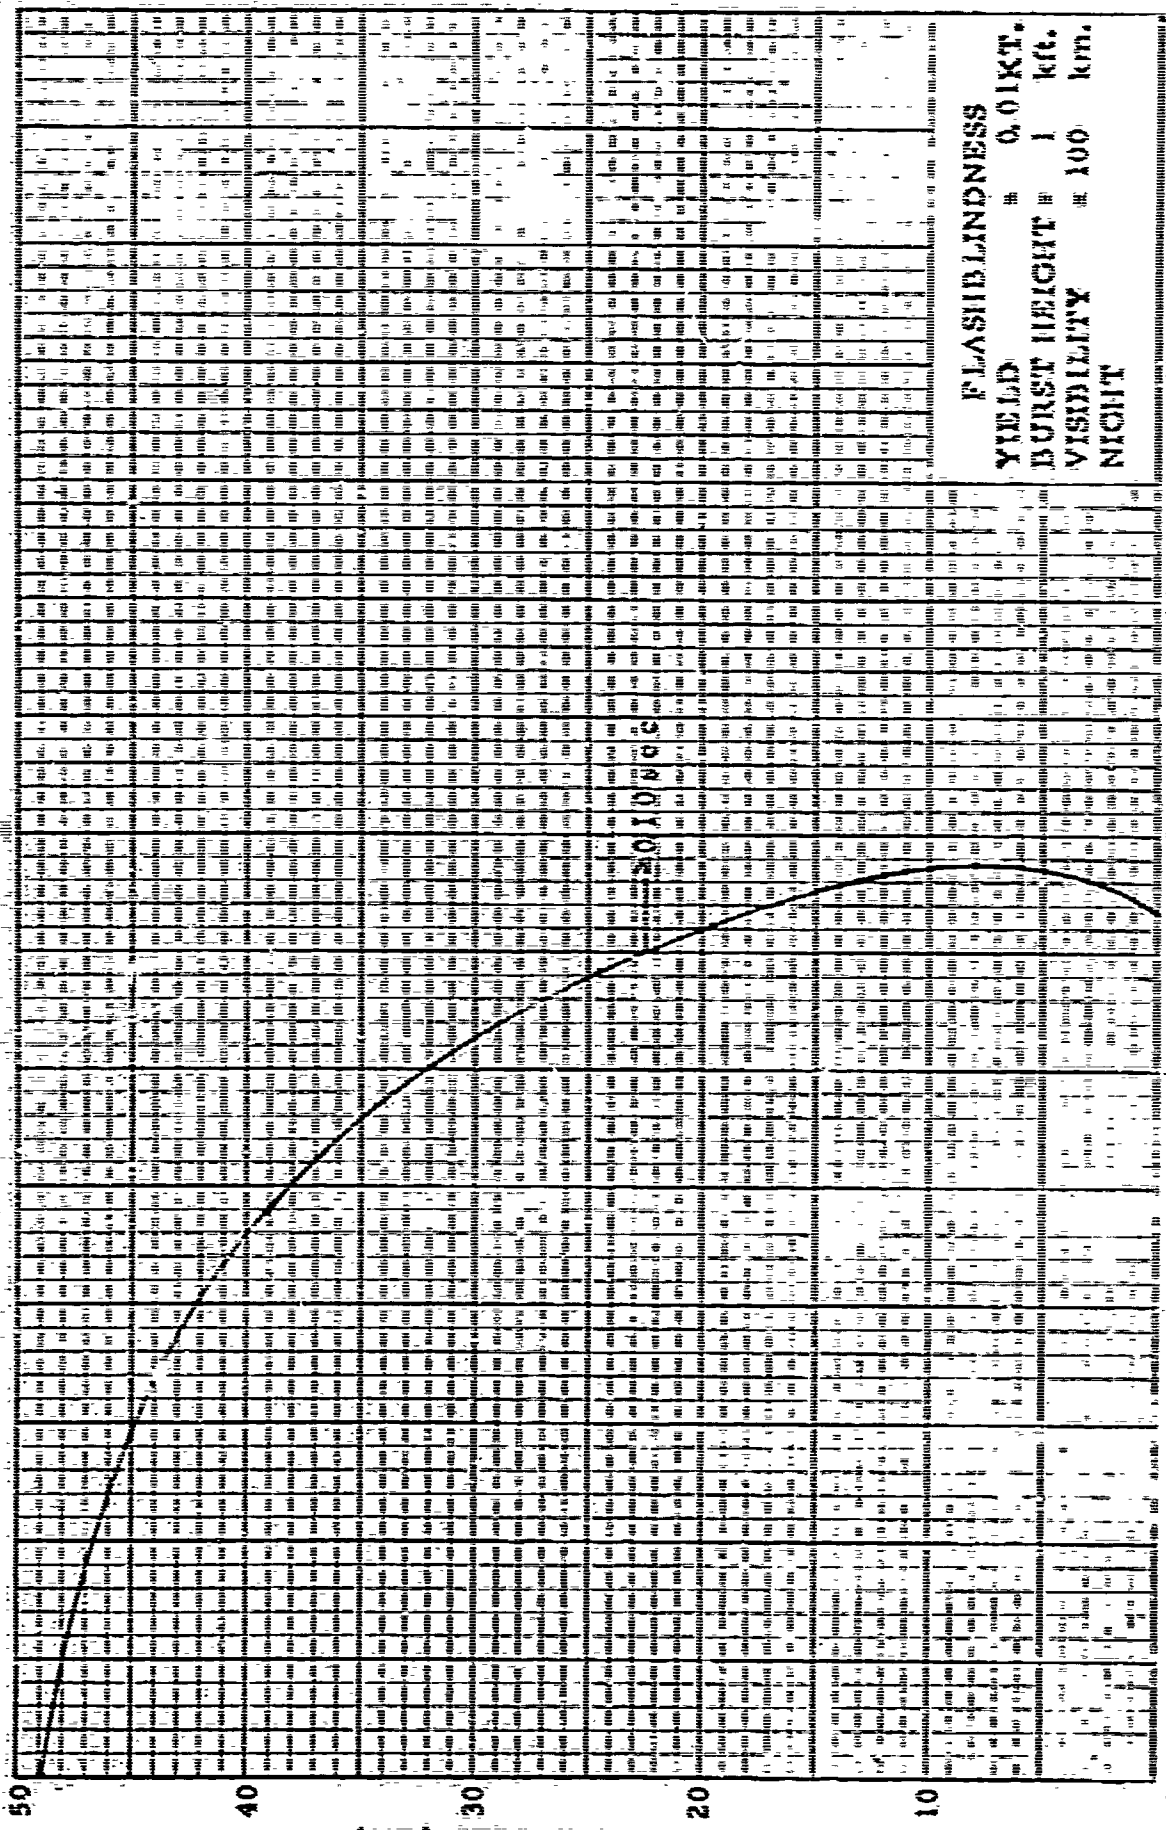 FLASHBLINDNESS
YIELD = 0.01KT.
BURST HEIGHT = 1 kft.
VISIBILITY = 100 km.
NIGHT
50
40
30
20
10